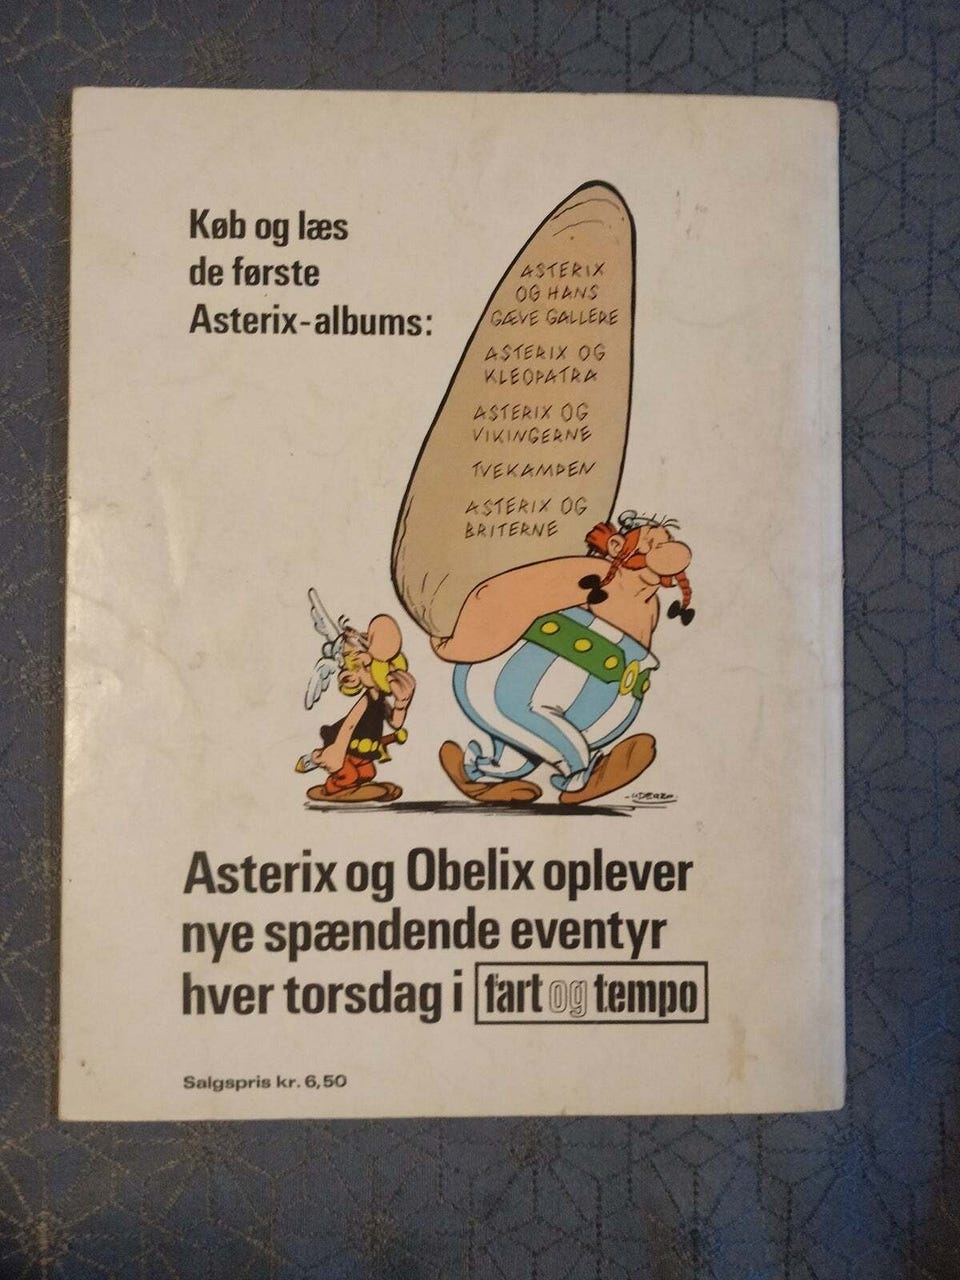 Køb og læs
de første
Asterix-albums:
ASTERIX
OG HANS
GÆVE GALLERE
ASTERIX OG
KLEOPATRA
ASTERIX OG
VIKINGERNE
TVEKAMPEN
ASTERIX OG
BRITERNE
-UDERZO-
Asterix og Obelix oplever
nye spændende eventyr
hver torsdag i fart og tempo
Salgspris kr. 6,50